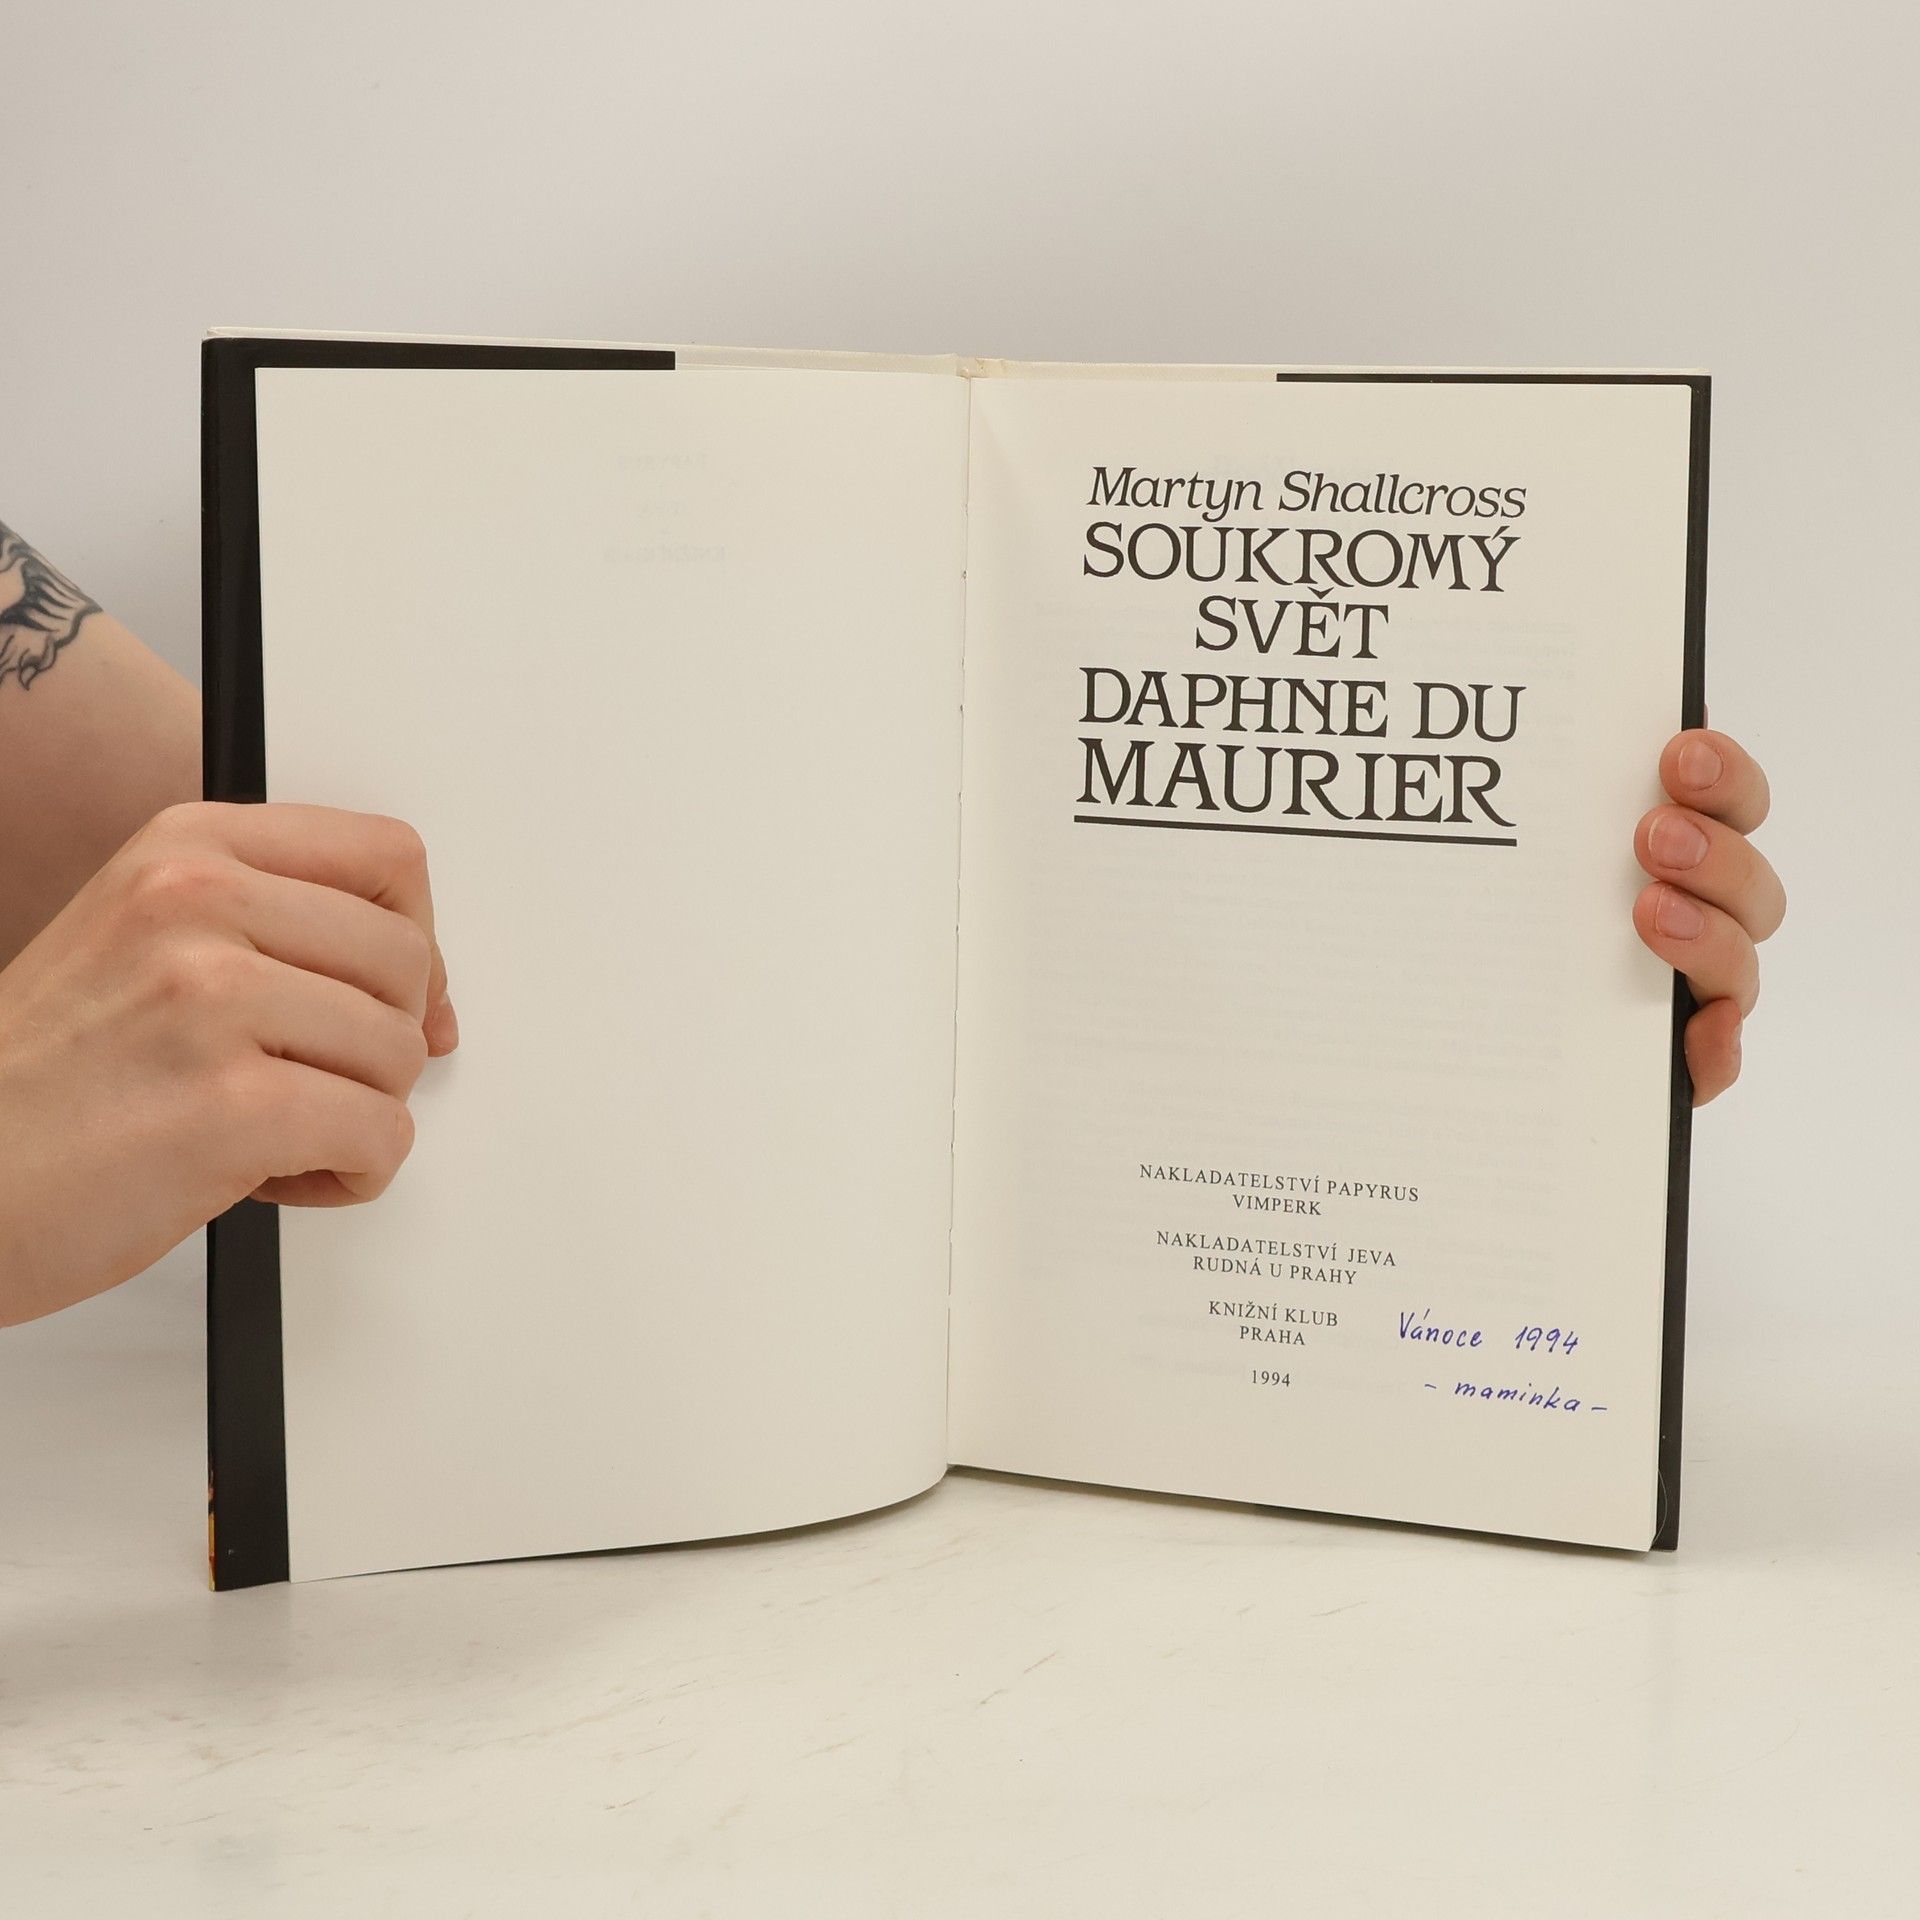 Martyn Shallcross
SOUKROMÝ
SVĚT
DAPHNE DU
MAURIER
NAKLADATELSTVÍ PAPYRUS
VIMPERK
NAKLADATELSTVÍ JEVA
RUDNÁ U PRAHY
KNIŽNÍ KLUB
PRAHA
1994
Vánoce 1994
- maminka -